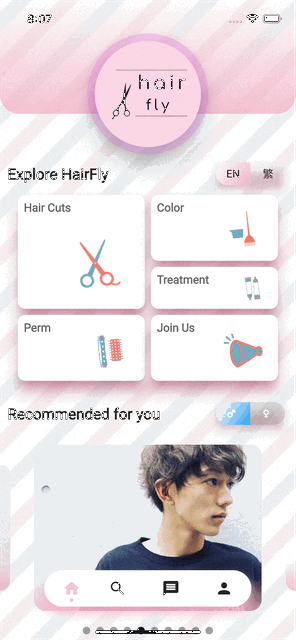 8:07
hair
fly
Explore HairFly
EN 繁
Hair Cuts
Color
Treatment
Perm
Join Us
Recommended for you